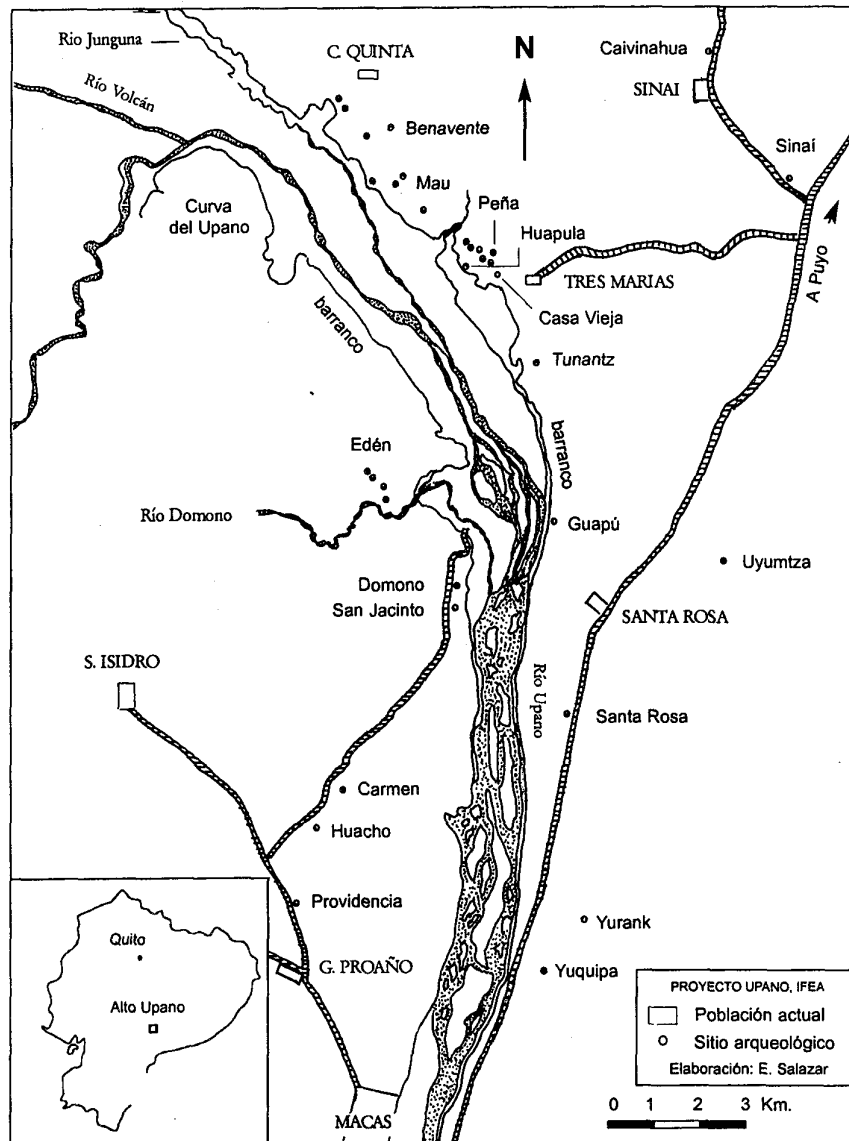 Río Junguna
C. QUINTA
N
Caivinahua
SINAI
Río Volcán
Benavente
Sinaí
Mau
Peña
Curva
del Upano
Huapula
A Puyo
TRES MARIAS
barranco
Casa Vieja
Tunantz
barranco
Edén
Río Domono
Guapú
Uyumtza
Domono
San Jacinto
SANTA ROSA
S. ISIDRO
Río Upano
Santa Rosa
Carmen
Huacho
Providencia
Quito
Yurank
G. PROAÑO
Yuquipa
Alto Upano
PROYECTO UPANO, IFEA
Población actual
Sitio arqueológico
Elaboración: E. Salazar
MACAS
0 1 2 3 Km.